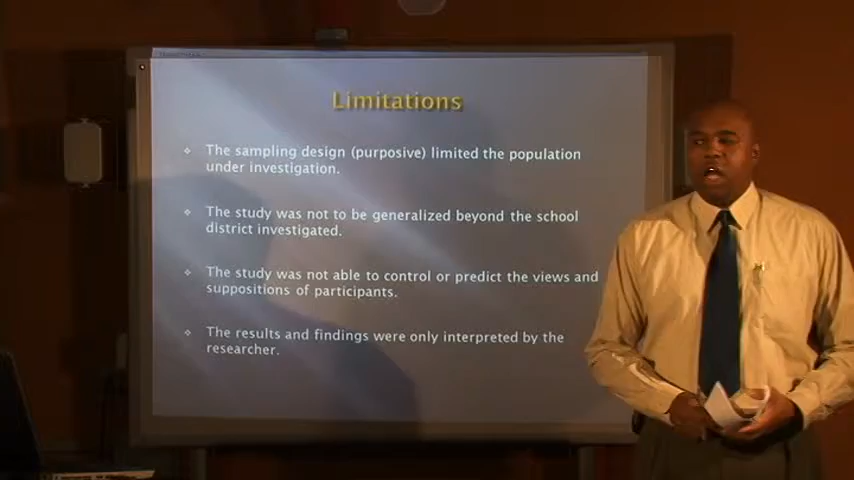 Limitations
The sampling design (purposive) limited the population
under investigation.
The study was not to be generalized beyond the school
district investigated.
The study was not able to control or predict the views and
suppositions of participants.
The results and findings were only interpreted by the
researcher.